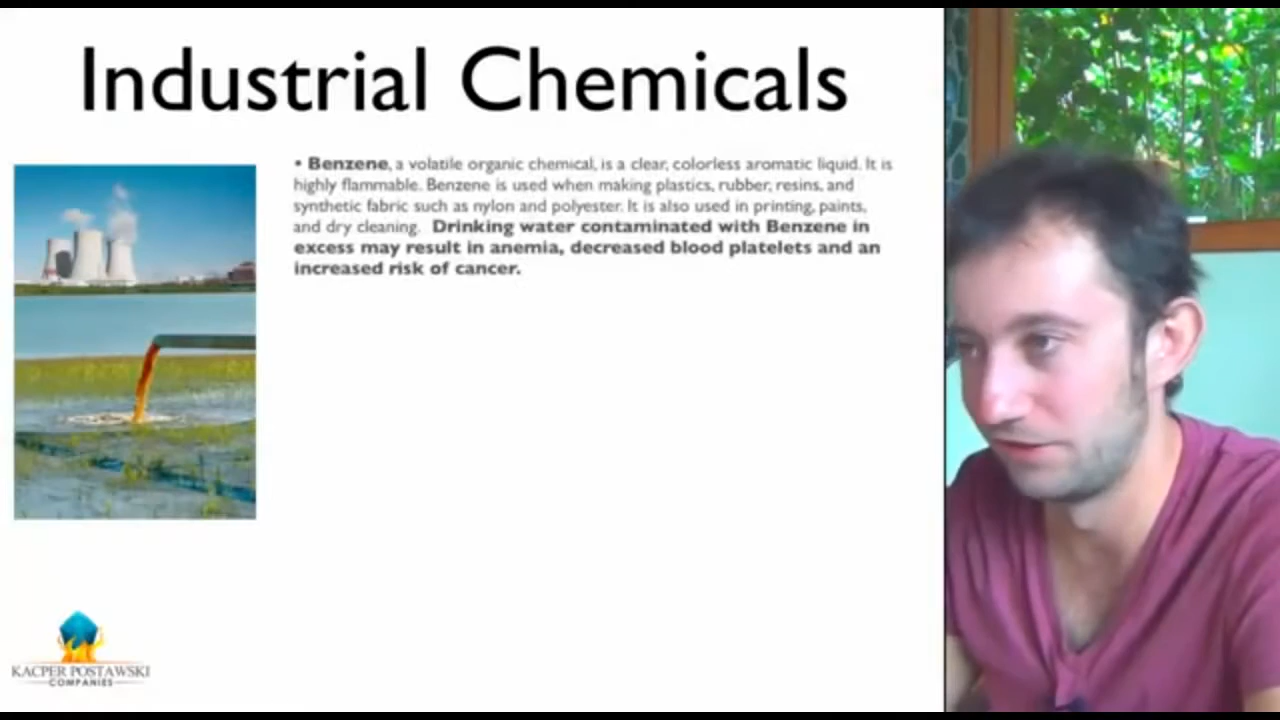 Industrial Chemicals
• Benzene, a volatile organic chemical, is a clear, colorless aromatic liquid. It is
highly flammable. Benzene is used when making plastics, rubber, resins, and
synthetic fabric such as nylon and polyester. It is also used in printing, paints,
and dry cleaning. Drinking water contaminated with Benzene in
excess may result in anemia, decreased blood platelets and an
increased risk of cancer.
KACPER POSTAWSKI
COMPANIES